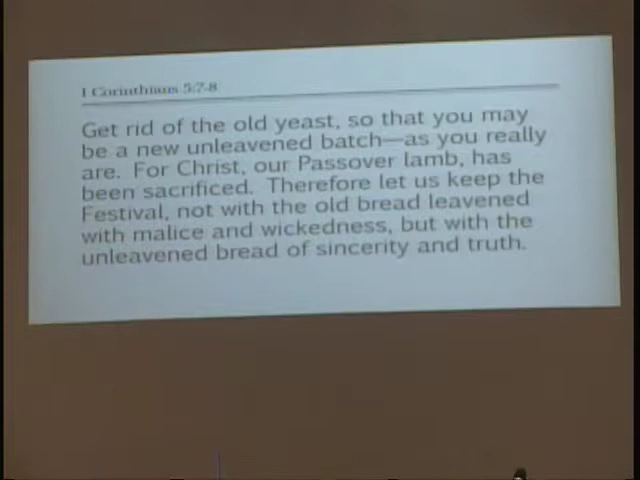 1 Corinthians 5:7-8
Get rid of the old yeast, so that you may
be a new unleavened batch—as you really
are. For Christ, our Passover lamb, has
been sacrificed. Therefore let us keep the
Festival, not with the old bread leavened
with malice and wickedness, but with the
unleavened bread of sincerity and truth.